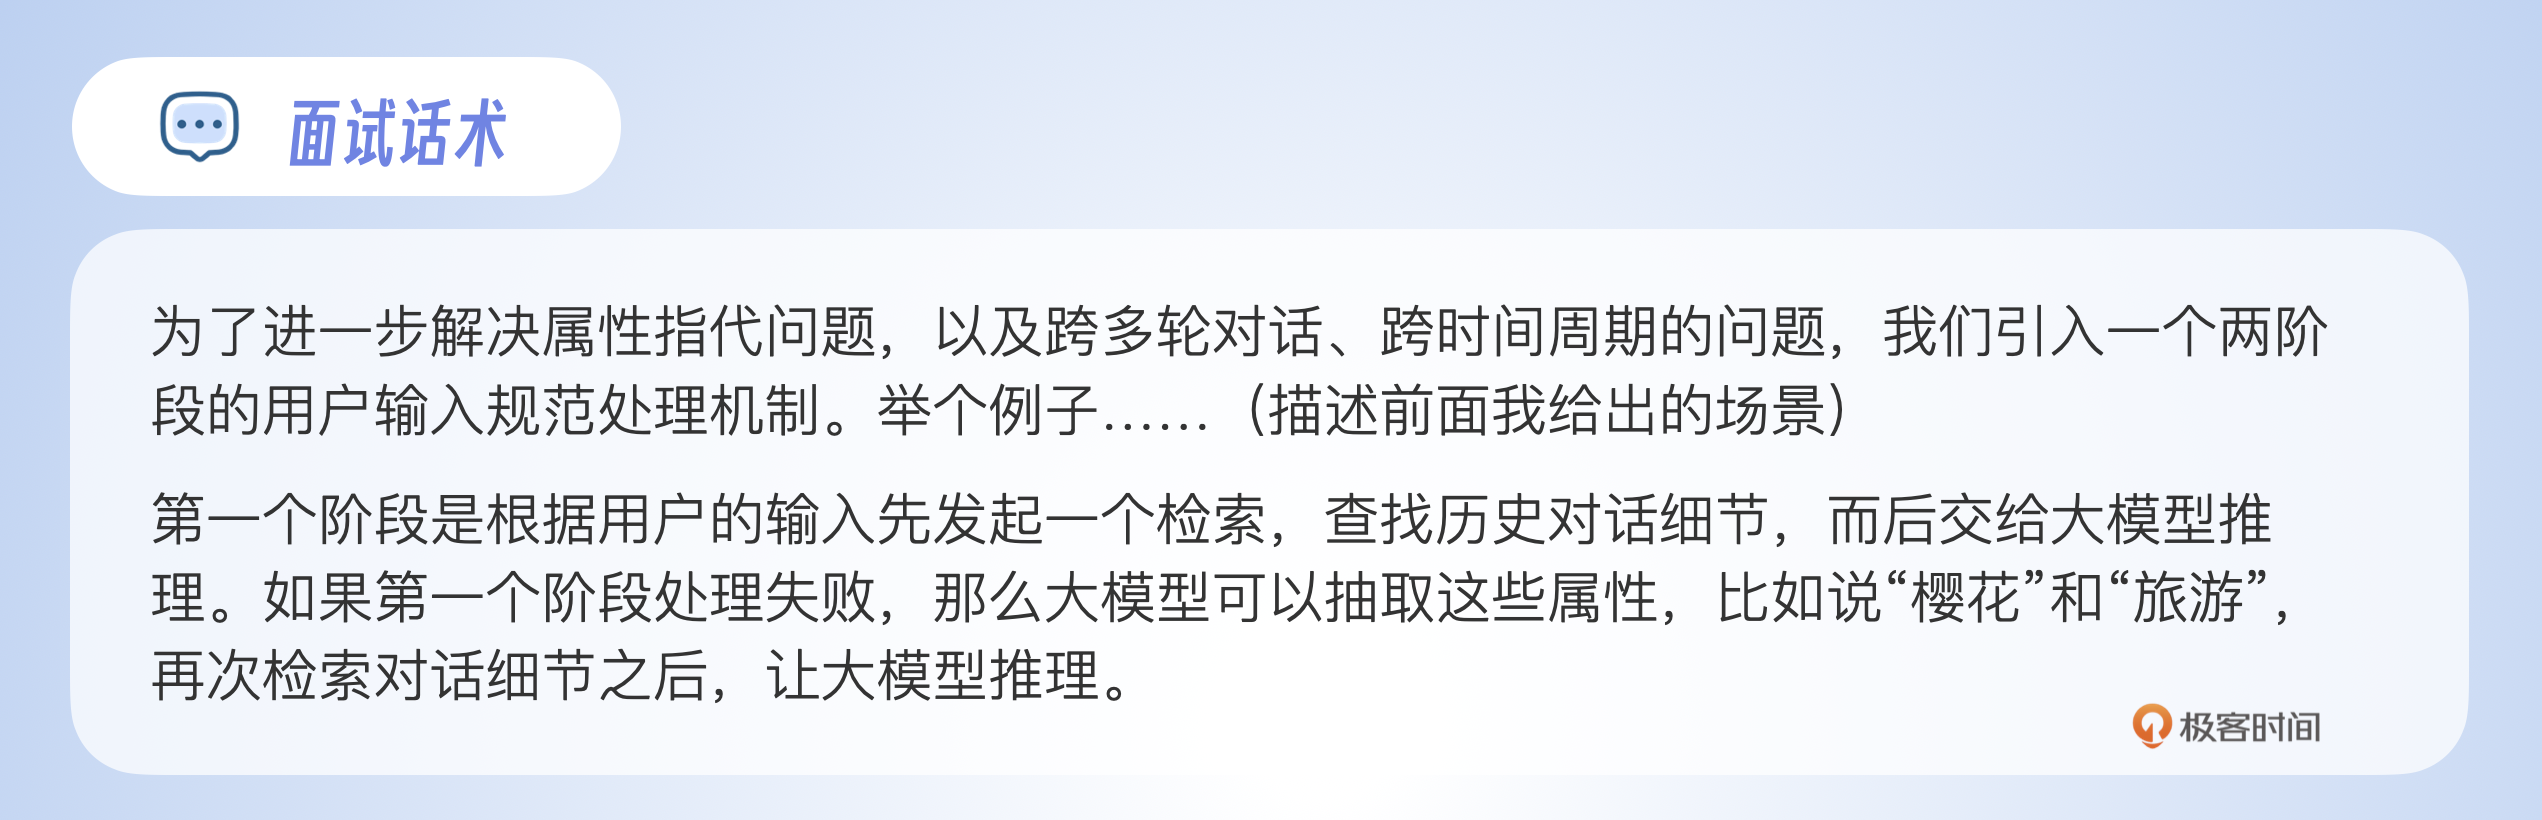 面试话术
为了进一步解决属性指代问题，以及跨多轮对话、跨时间周期的问题，我们引入一个两阶
段的用户输入规范处理机制。举个例子……（描述前面我给出的场景）
第一个阶段是根据用户的输入先发起一个检索，查找历史对话细节，而后交给大模型推
理。如果第一个阶段处理失败，那么大模型可以抽取这些属性，比如说“樱花”和“旅游”，
再次检索对话细节之后，让大模型推理。
极客时间